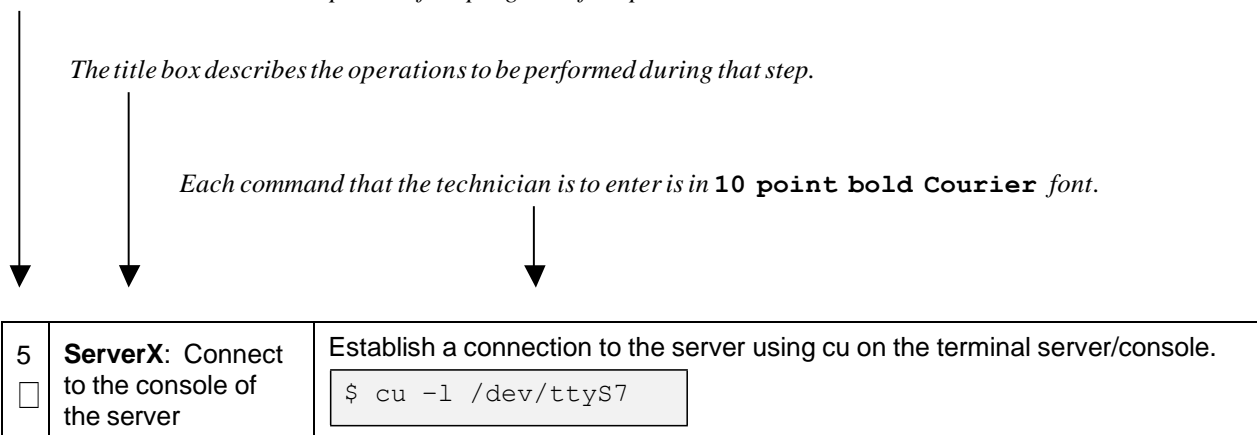 The title box describes the operations to be performed during that step.
Each command that the technician is to enter is in 10 point bold Courier font.
5 ServerX: Connect to the console of the server
Establish a connection to the server using cu on the terminal server/console.
$ cu –l /dev/ttyS7